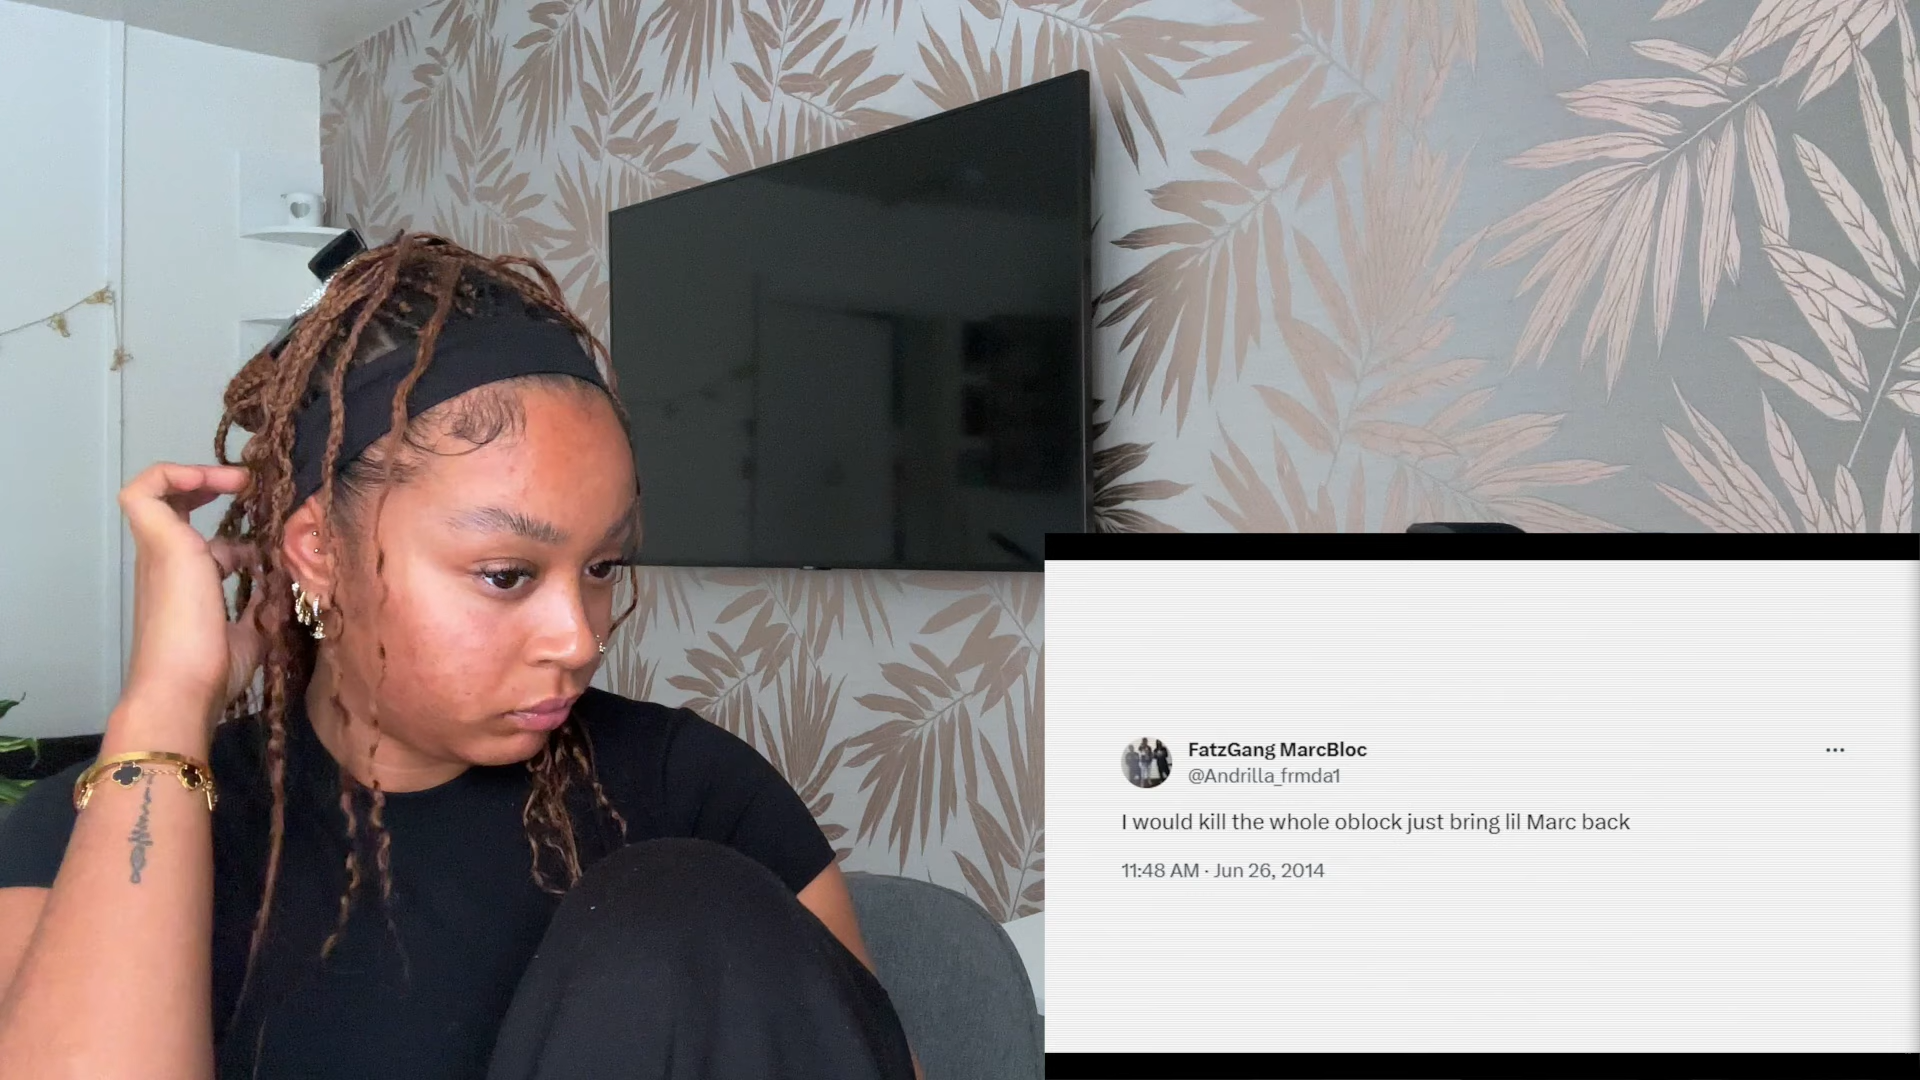 FatzGang MarcBloc
@Andrilla_frmda1
I would kill the whole oblock just bring lil Marc back
11:48 AM · Jun 26, 2014